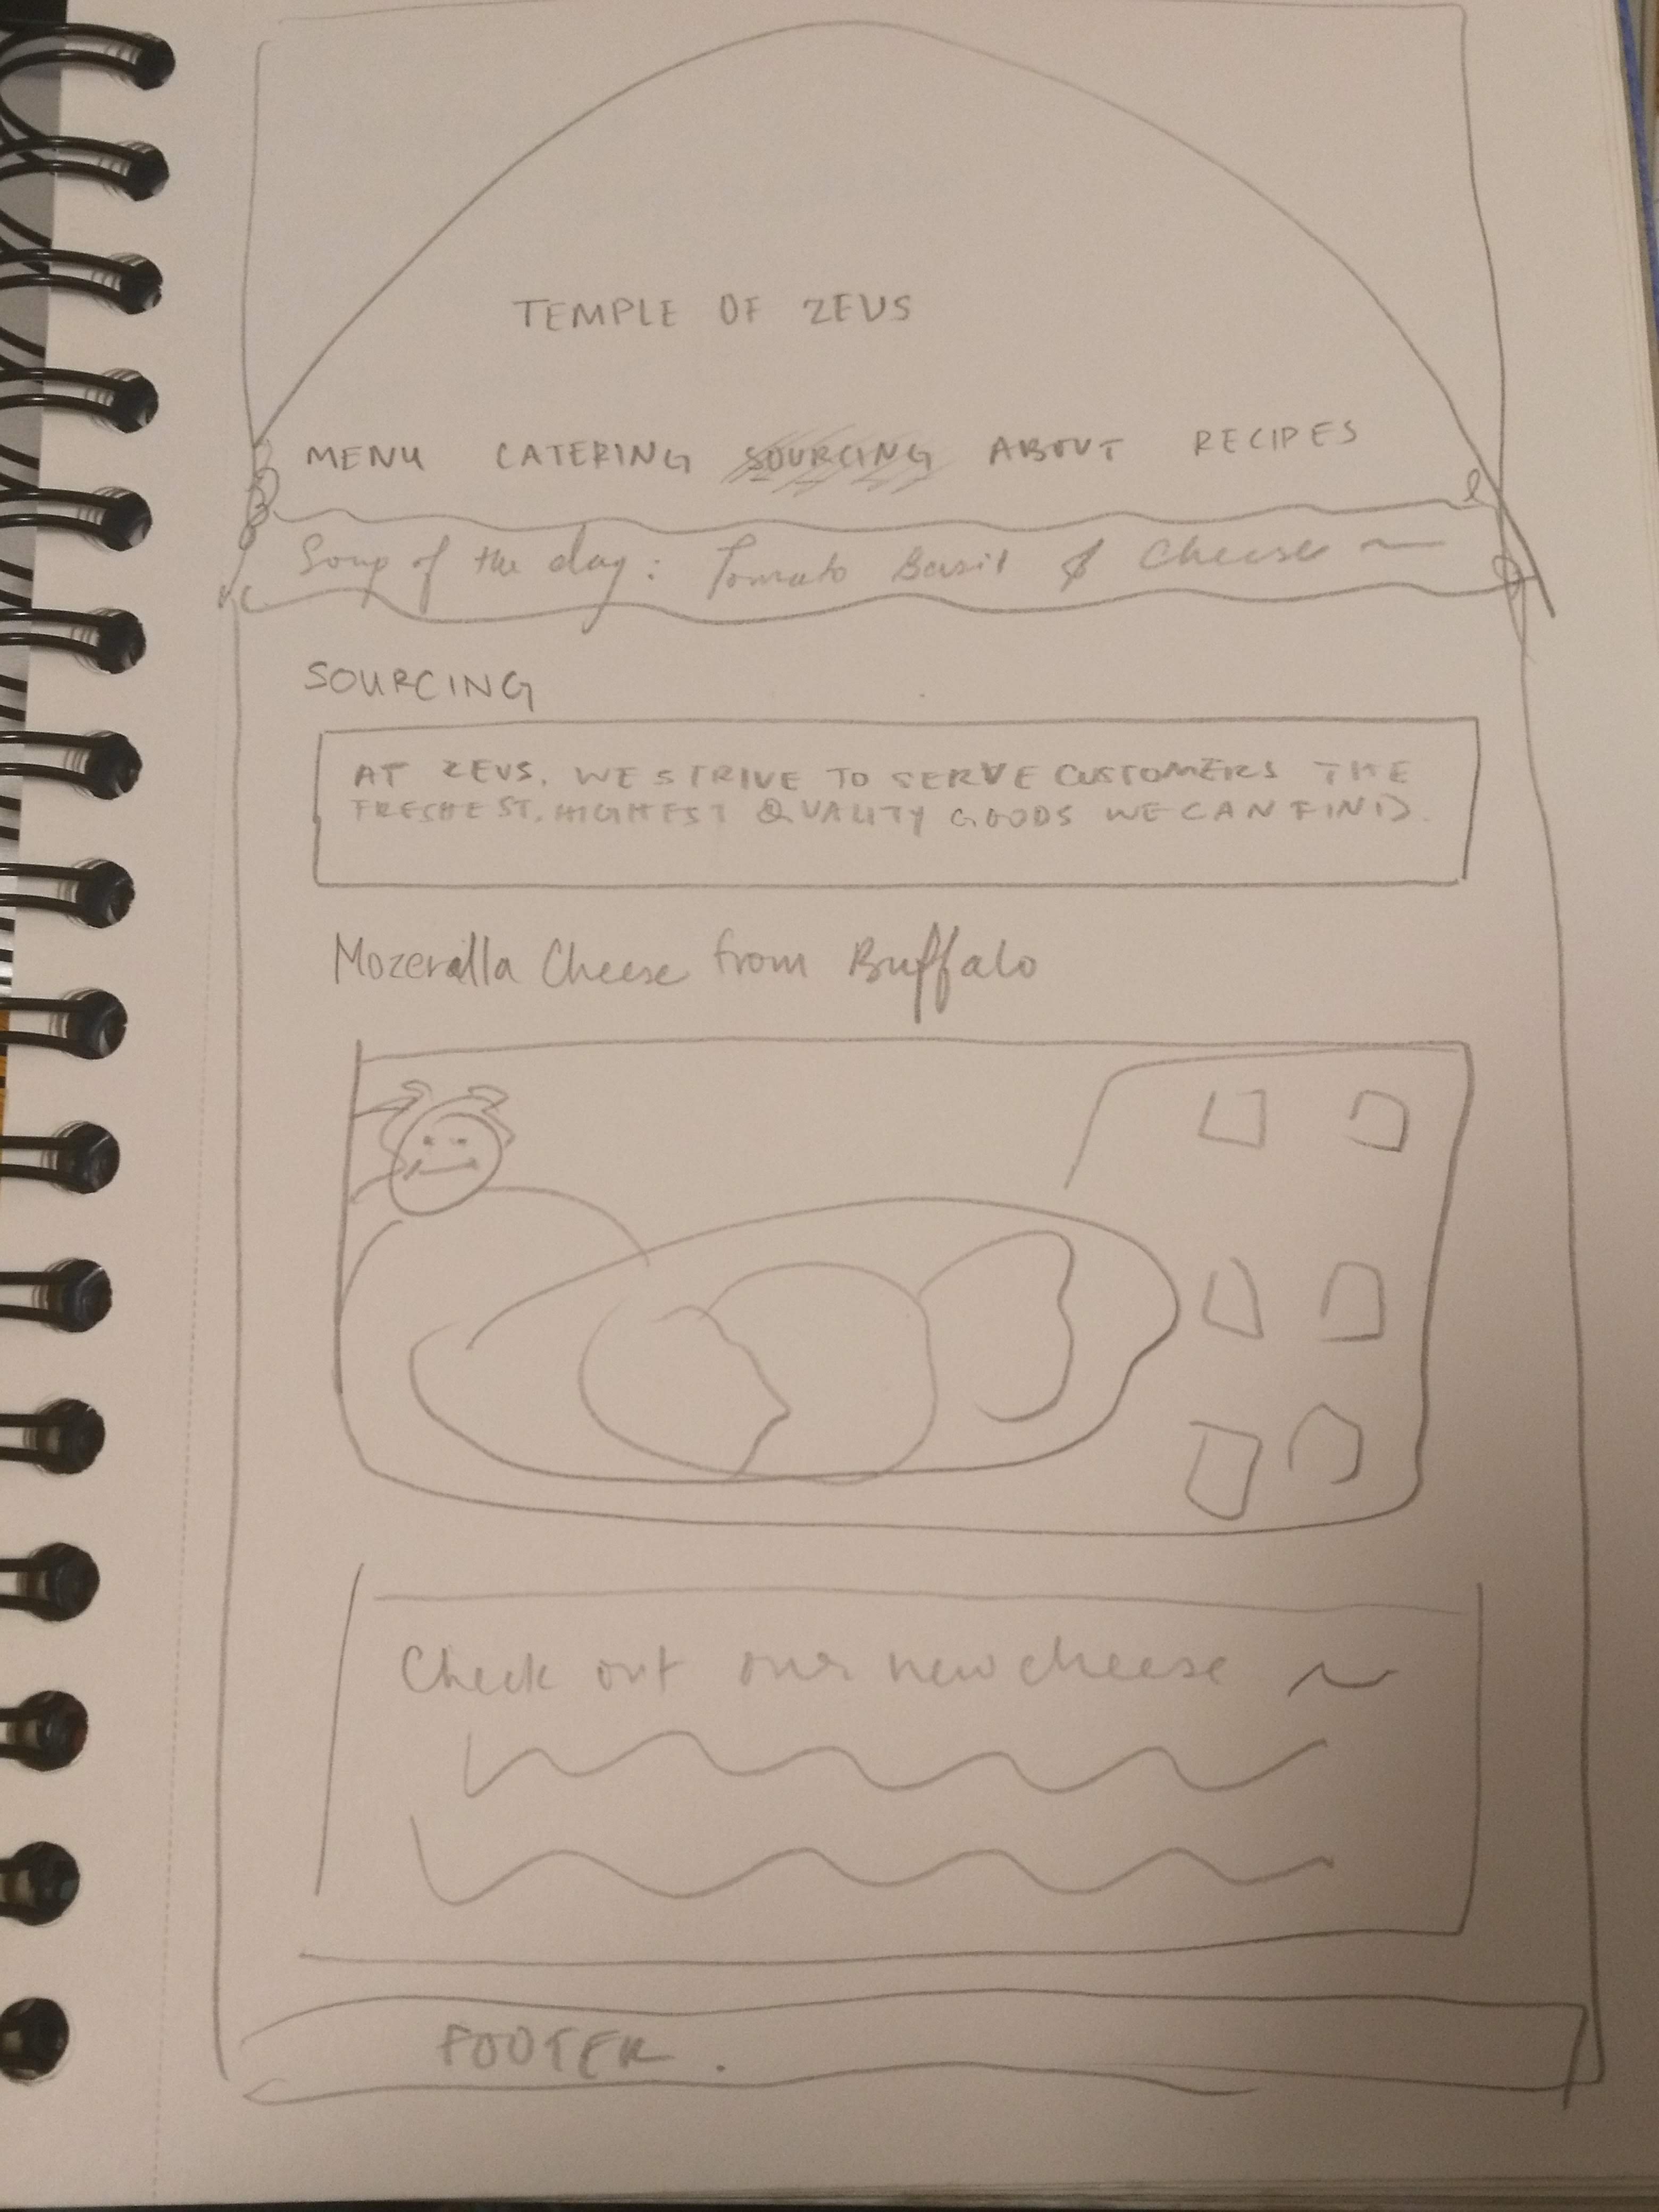 TEMPLE OF ZEUS
MENU CATERING SOURCING ABOUT RECIPES
Soup of the day: Tomato Basil & Cheese
SOURCING
AT ZEUS, WE STRIVE TO SERVE CUSTOMERS THE
FRESHEST, HIGHEST QUALITY GOODS WE CAN FIND.
Mozeralla Cheese from Buffalo
Check out our new cheese ~
FOOTER.